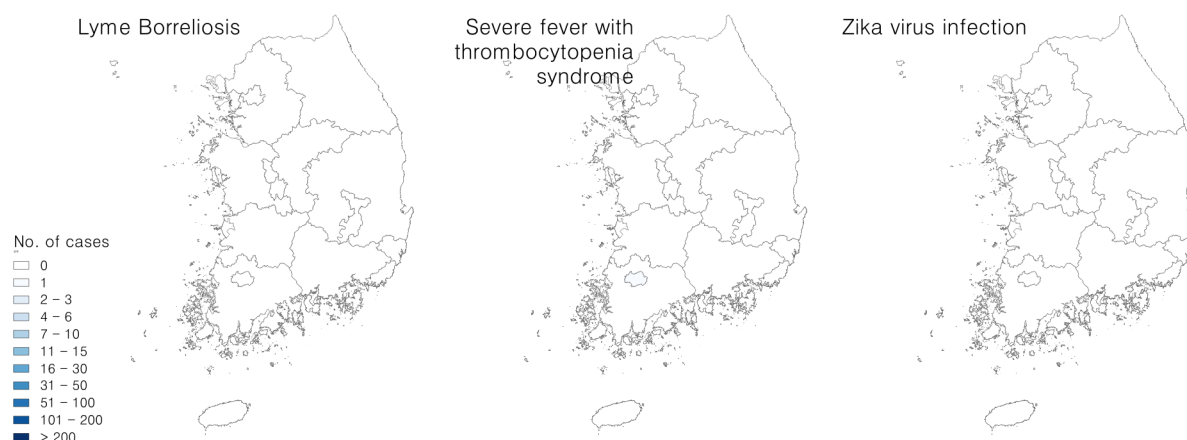 Lyme Borreliosis
Severe fever with
thrombocytopenia
syndrome
Zika virus infection
No. of cases
0
1
2 – 3
4 – 6
7 – 10
11 – 15
16 – 30
31 – 50
51 – 100
101 – 200
> 200